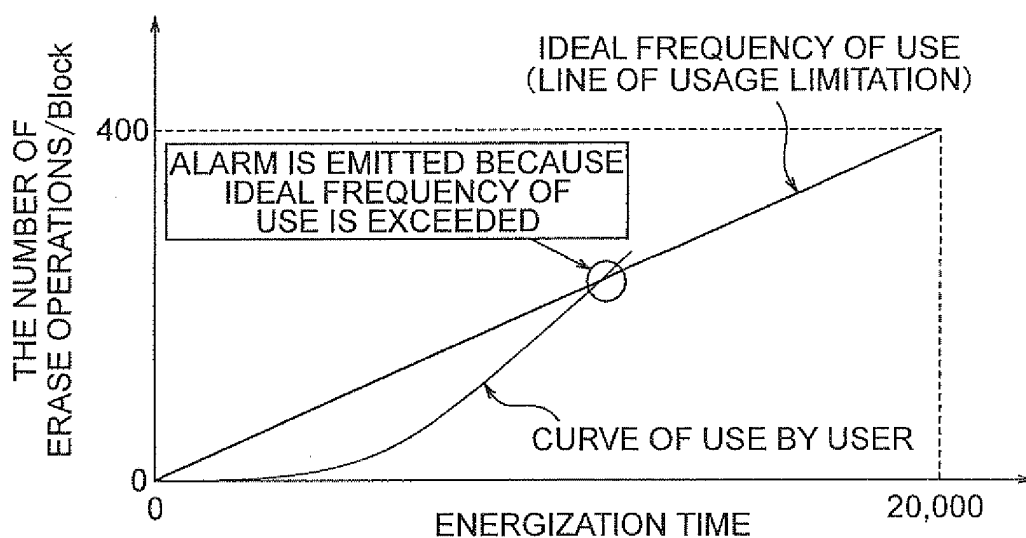 IDEAL FREQUENCY OF USE
(LINE OF USAGE LIMITATION)
THE NUMBER OF
ERASE OPERATIONS/Block
400
ALARM IS EMITTED BECAUSE
IDEAL FREQUENCY OF
USE IS EXCEEDED
CURVE OF USE BY USER
0
0
ENERGIZATION TIME
20,000